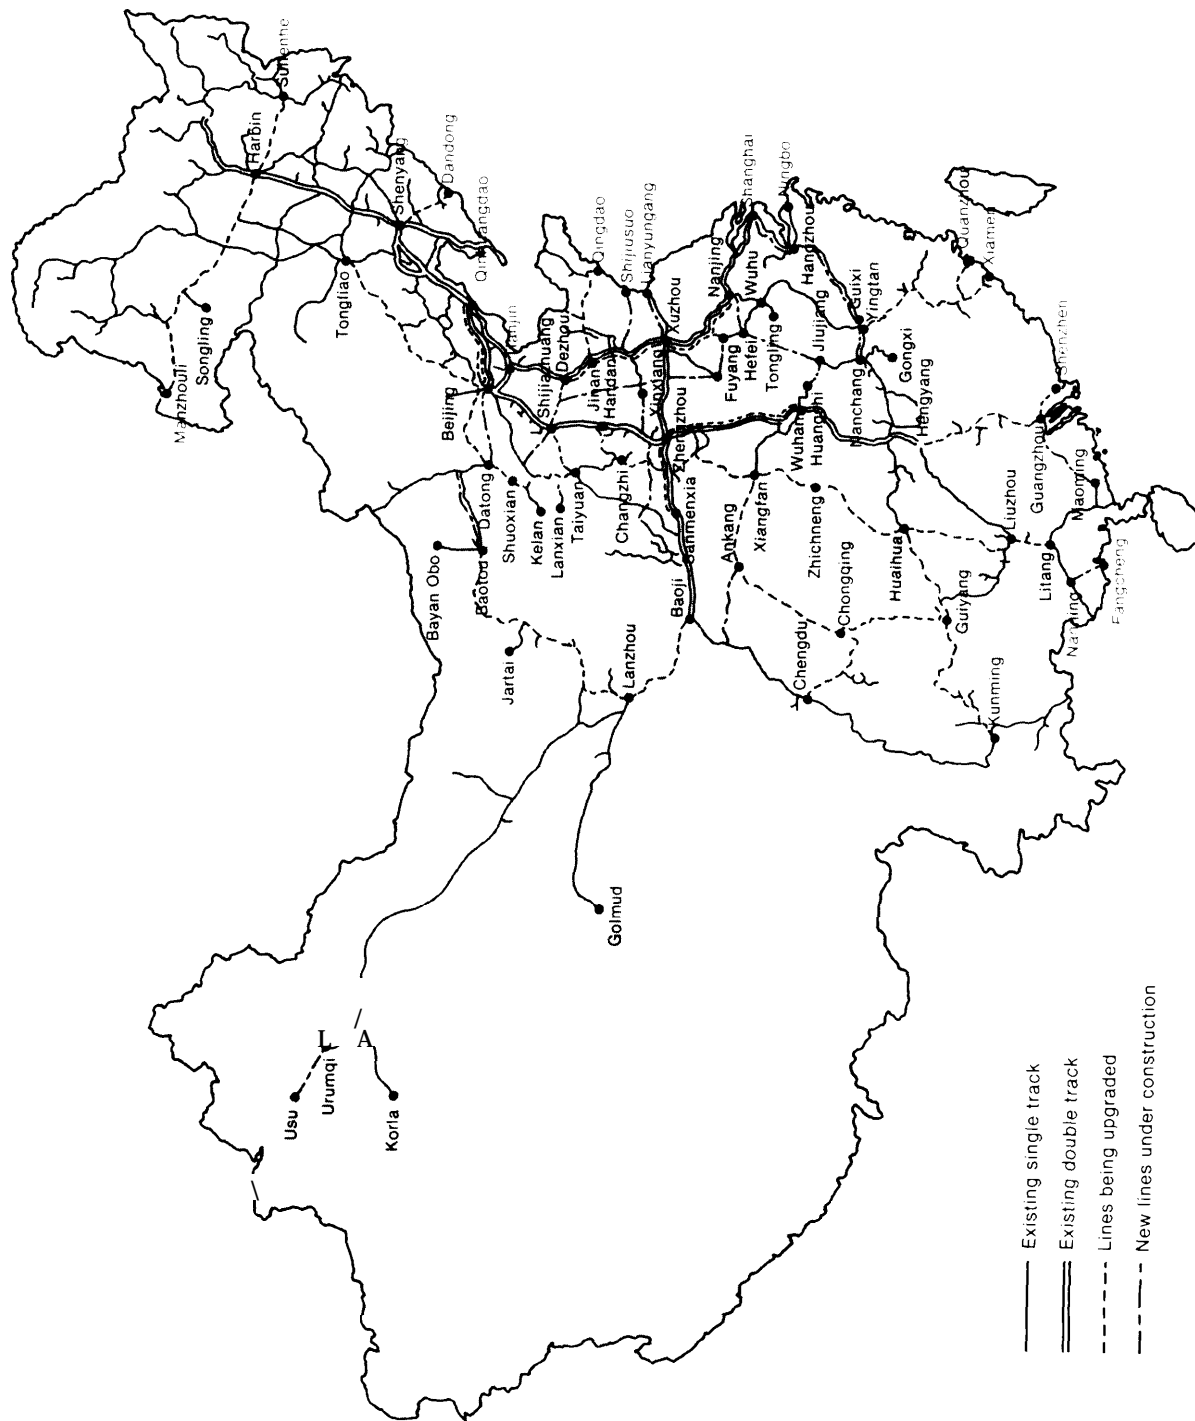 Suifenhe
Harbin
Manzhouli
Songling
Tongliao
Shenyang
Dandong
Qinhuangdao
Tianjin
Beijing
Shijiazhuang
Dezhou
Jinan
Handan
Qingdao
Shijiusuo
Lianyungang
Xuzhou
Xinxiang
Zhengzhou
Nanjing
Wuhu
Shanghai
Ningbo
Hangzhou
Fuyang
Hefei
Tongling
Jiujiang
Guixi
Yingtan
Gongxi
Quanzhou
Xiamen
Wuhan
Huangshi
Nanchang
Hengyang
Shenzhen
Guangzhou
Maoming
Bayan Obo
Baotou
Datong
Shuoxian
Kelan
Lanxian
Taiyuan
Changzhi
Sanmenxia
Ankang
Xiangfan
Zhichneng
Huaihua
Liuzhou
Litang
Nanning
Fangcheng
Jartai
Lanzhou
Baoji
Chengdu
Chongqing
Guiyang
Kunming
Golmud
L
/
A
Usu
Urumqi
Korla
Existing single track
Existing double track
Lines being upgraded
New lines under construction